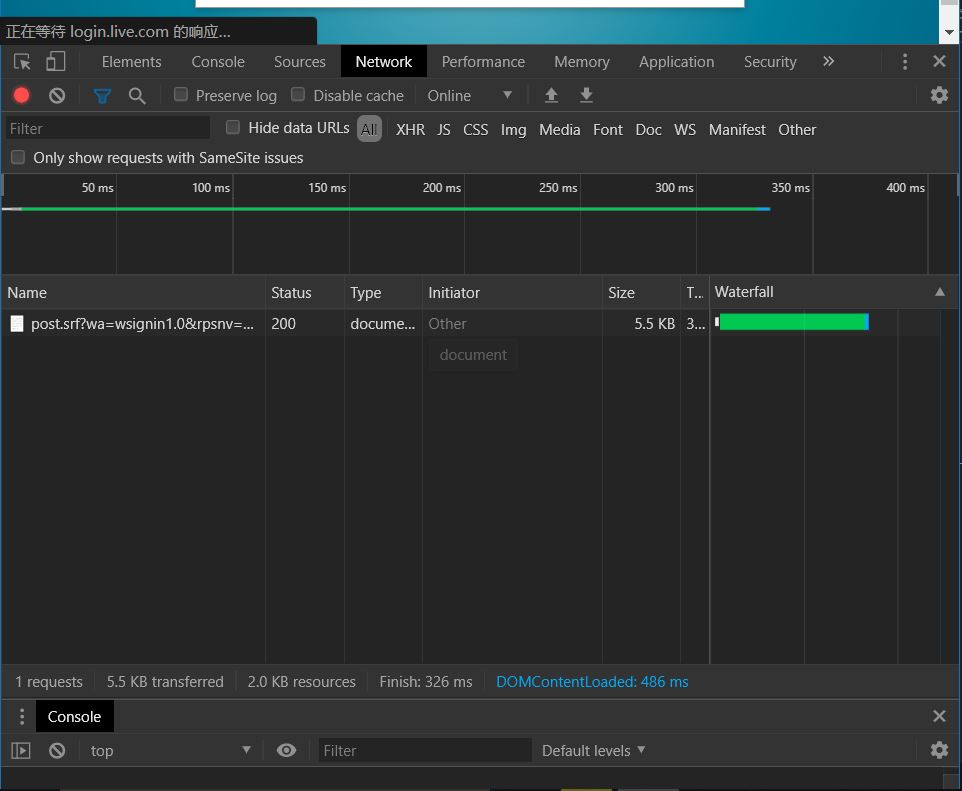 正在等待 login.live.com 的响应...
Elements Console Sources Network Performance Memory Application Security »
Preserve log Disable cache Online
Filter Hide data URLs All XHR JS CSS Img Media Font Doc WS Manifest Other
Only show requests with SameSite issues
50 ms 100 ms 150 ms 200 ms 250 ms 300 ms 350 ms 400 ms
Name Status Type Initiator Size T... Waterfall
post.srf?wa=wsignin1.0&rpsnv=... 200 docume... Other 5.5 KB 3...
document
1 requests 5.5 KB transferred 2.0 KB resources Finish: 326 ms DOMContentLoaded: 486 ms
Console
top Filter Default levels